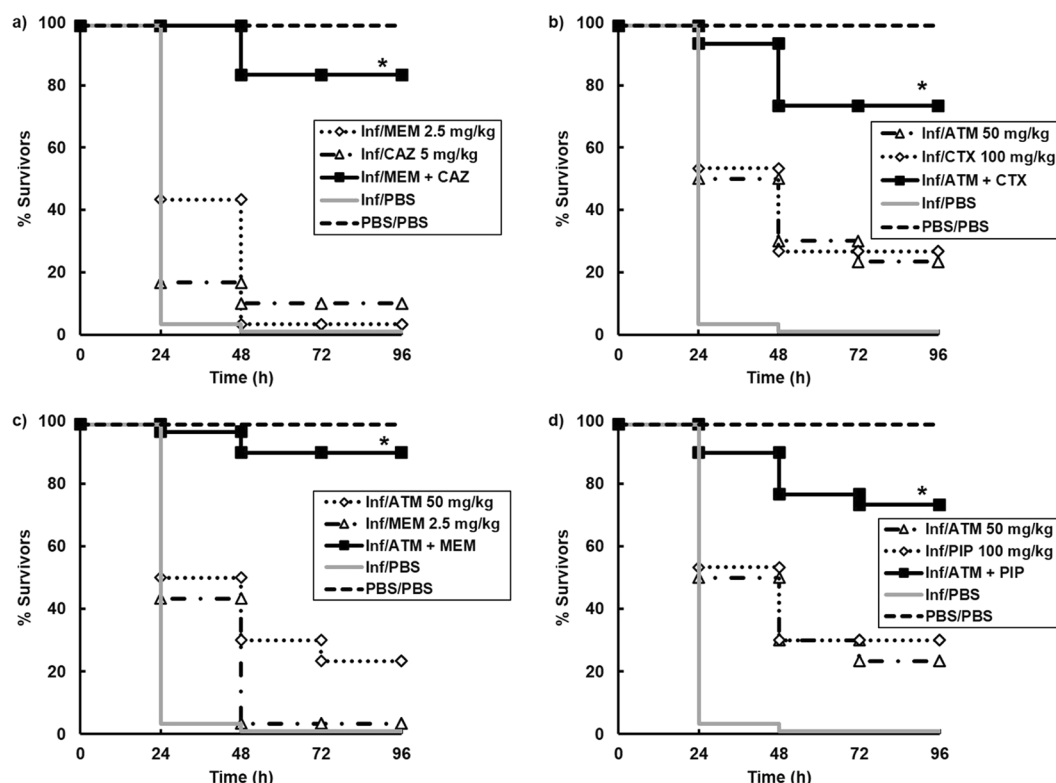 a)
100
80
60
40
20
0
% Survivors
*
Inf/MEM 2.5 mg/kg
Inf/CAZ 5 mg/kg
Inf/MEM + CAZ
Inf/PBS
PBS/PBS
0 24 48 72 96
Time (h)
b)
100
80
60
40
20
0
% Survivors
*
Inf/ATM 50 mg/kg
Inf/CTX 100 mg/kg
Inf/ATM + CTX
Inf/PBS
PBS/PBS
0 24 48 72 96
Time (h)
c)
100
80
60
40
20
0
% Survivors
*
Inf/ATM 50 mg/kg
Inf/MEM 2.5 mg/kg
Inf/ATM + MEM
Inf/PBS
PBS/PBS
0 24 48 72 96
Time (h)
d)
100
80
60
40
20
0
% Survivors
*
Inf/ATM 50 mg/kg
Inf/PIP 100 mg/kg
Inf/ATM + PIP
Inf/PBS
PBS/PBS
0 24 48 72 96
Time (h)